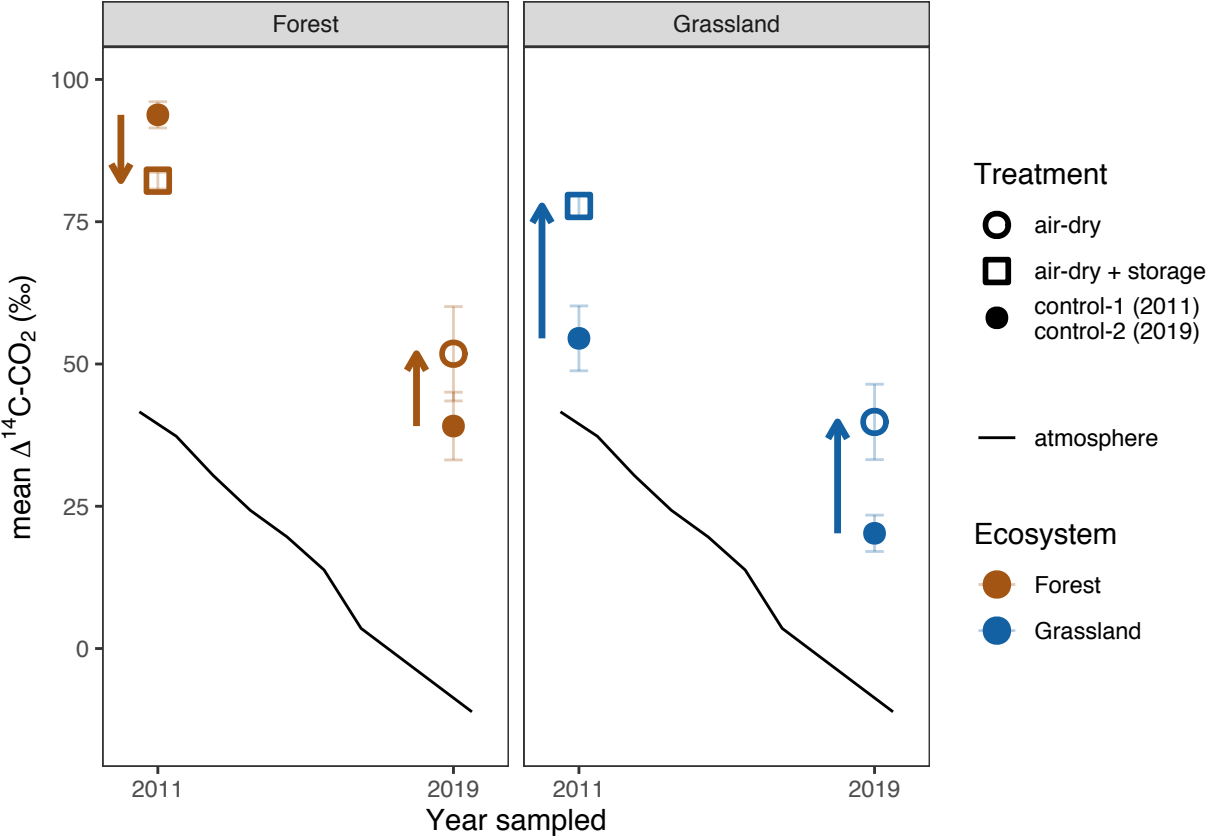 Forest
Grassland
mean Δ¹⁴C-CO₂ (‰)
100
75
50
25
0
2011
2019
2011
2019
Year sampled
Treatment
air-dry
air-dry + storage
control-1 (2011)
control-2 (2019)
atmosphere
Ecosystem
Forest
Grassland